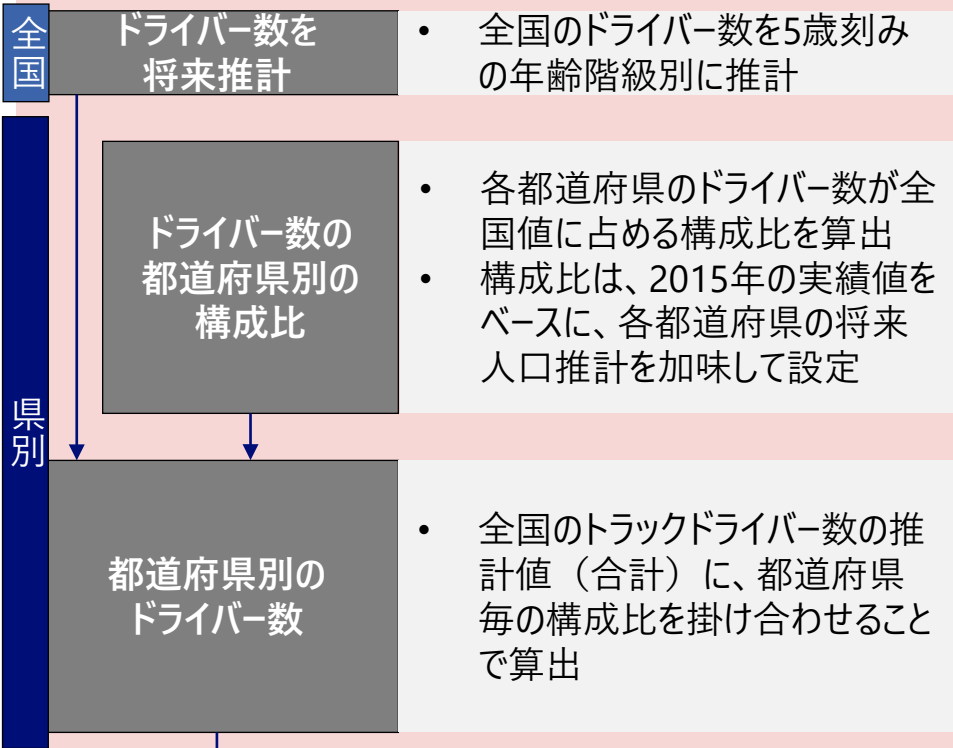 全国
ドライバー数を
将来推計
• 全国のドライバー数を5歳刻み
の年齢階級別に推計
県別
ドライバー数の
都道府県別の
構成比
• 各都道府県のドライバー数が全
国値に占める構成比を算出
• 構成比は、2015年の実績値を
ベースに、各都道府県の将来
人口推計を加味して設定
都道府県別の
ドライバー数
• 全国のトラックドライバー数の推
計値（合計）に、都道府県
毎の構成比を掛け合わせること
で算出